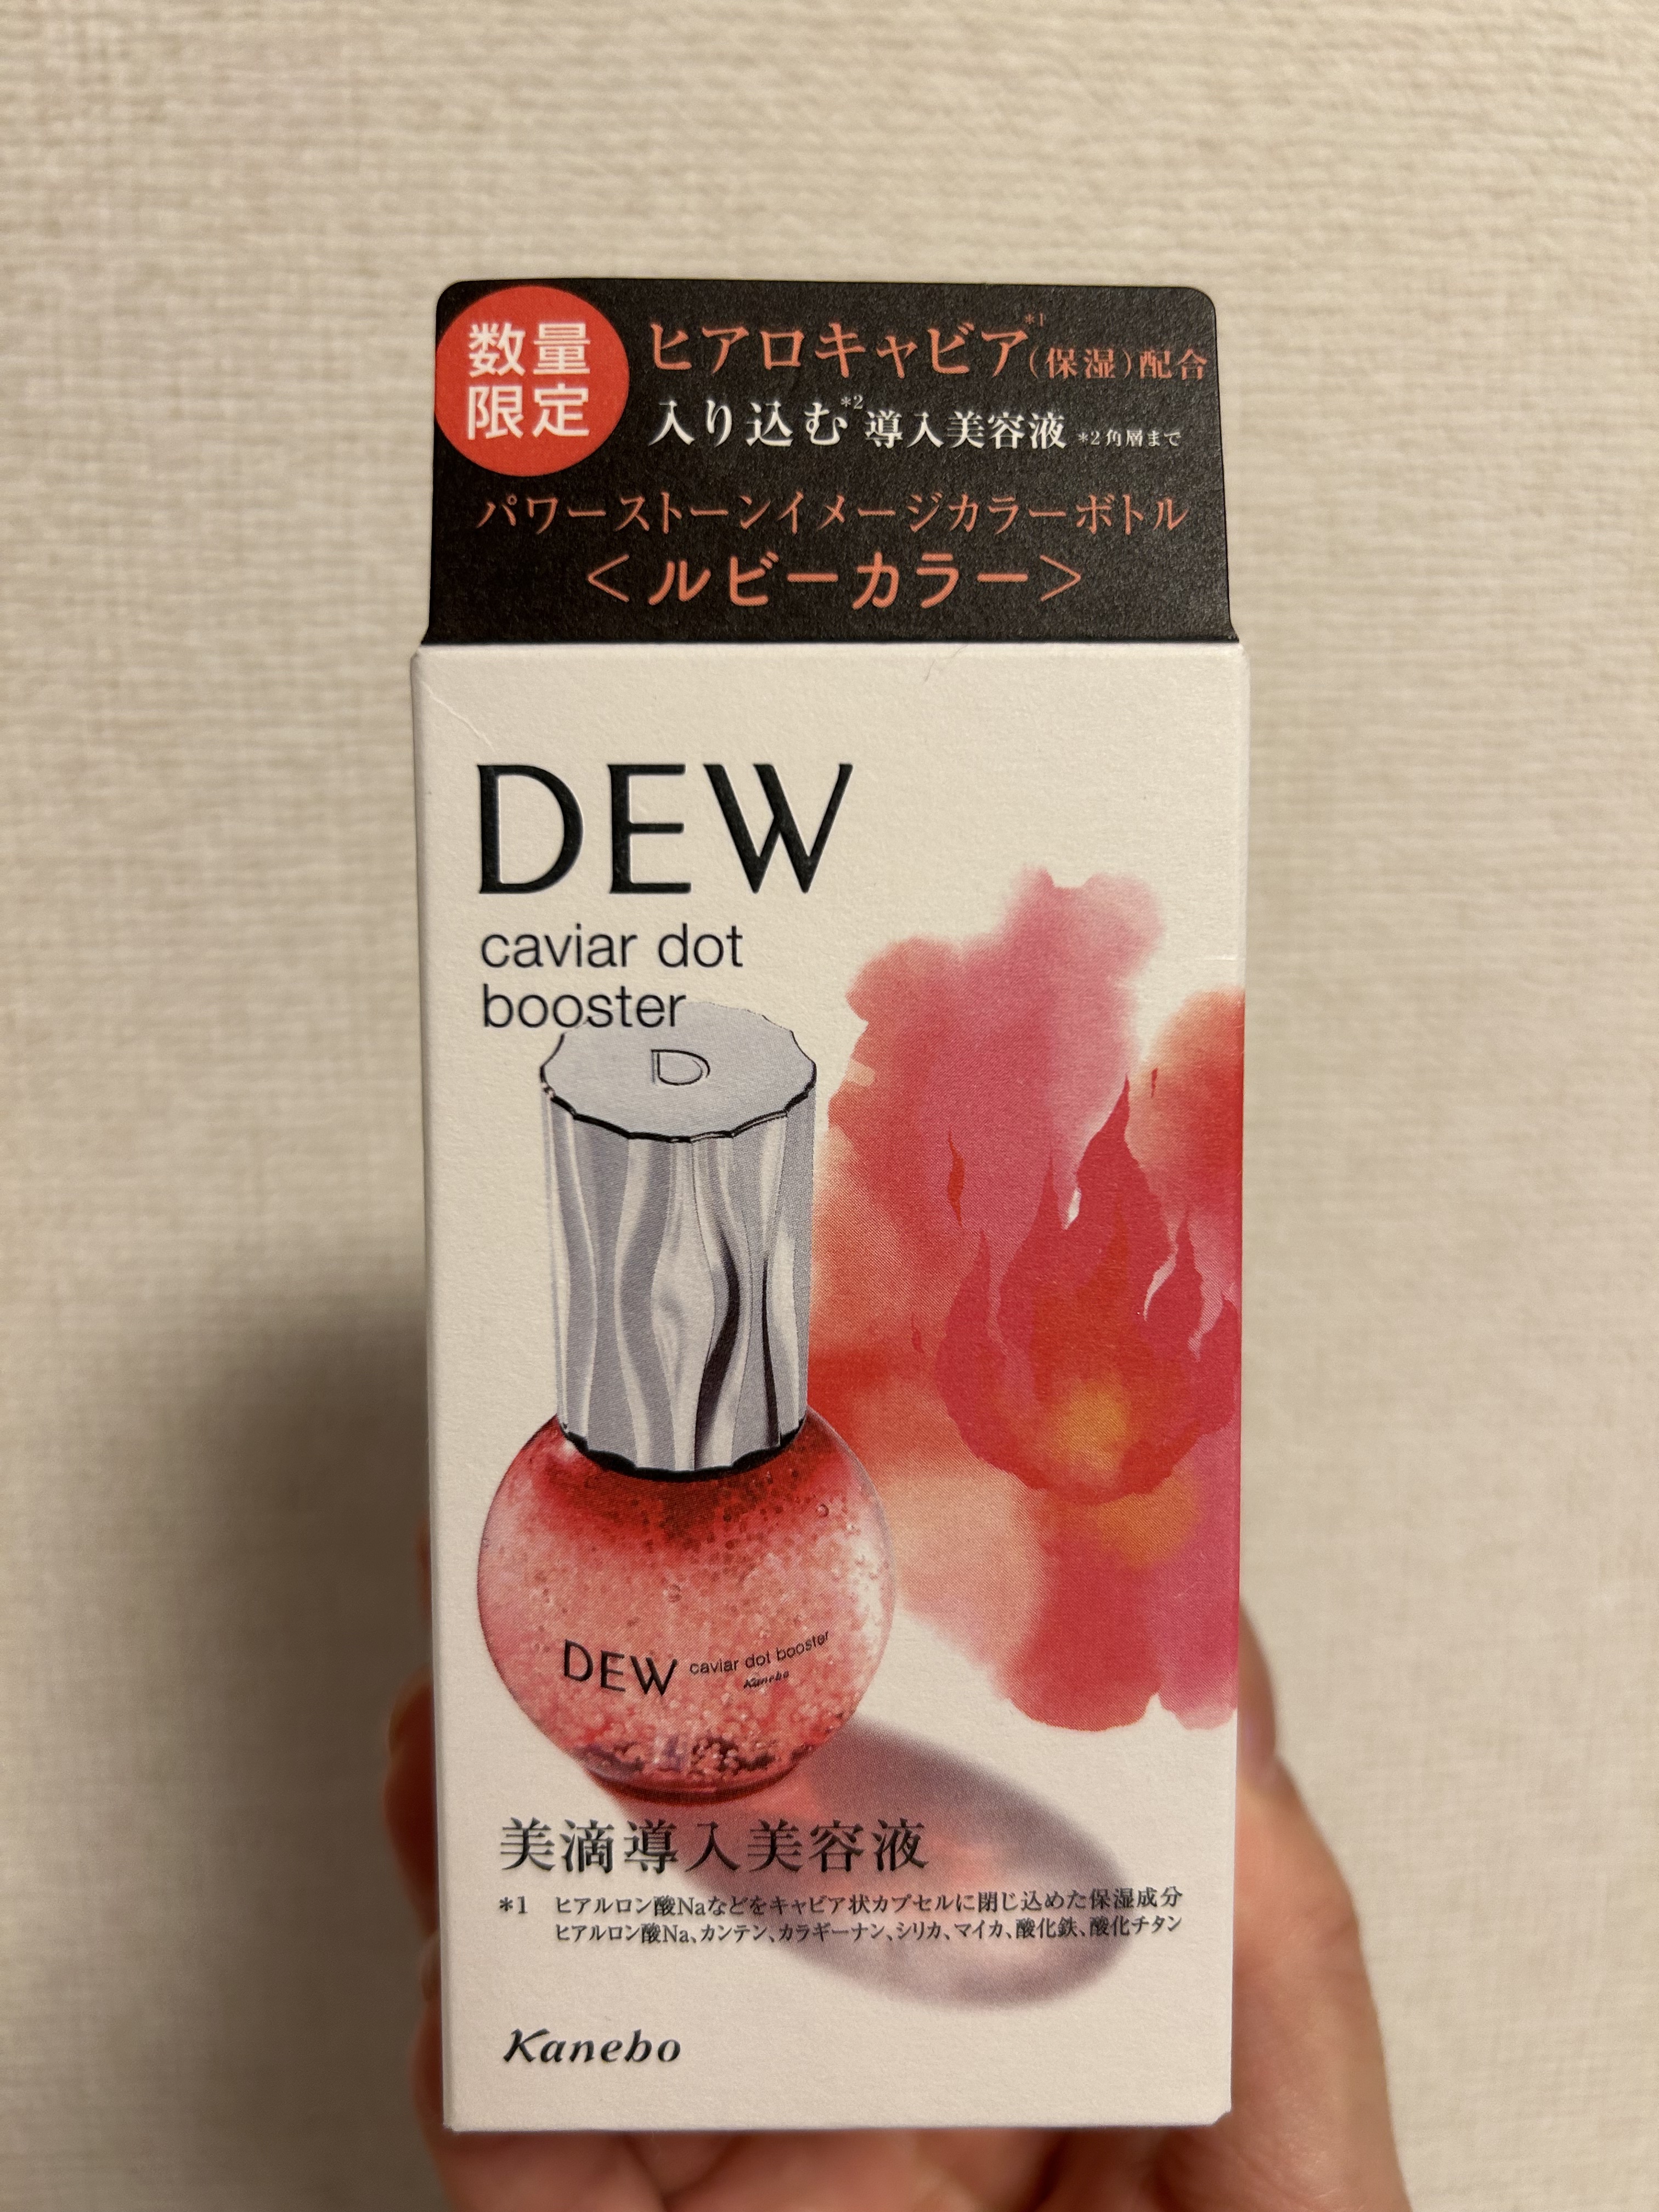 数量
限定
ヒアロキャビア*1(保湿)配合
入り込む*2導入美容液 *2 角層まで
パワーストーンイメージカラーボトル
<ルビーカラー>
DEW
caviar dot
booster
D
DEW caviar dot booster
Kanebo
美滴導入美容液
*1 ヒアルロン酸Naなどをキャビア状カプセルに閉じ込めた保湿成分
ヒアルロン酸Na、カンテン、カラギーナン、シリカ、マイカ、酸化鉄、酸化チタン
Kanebo